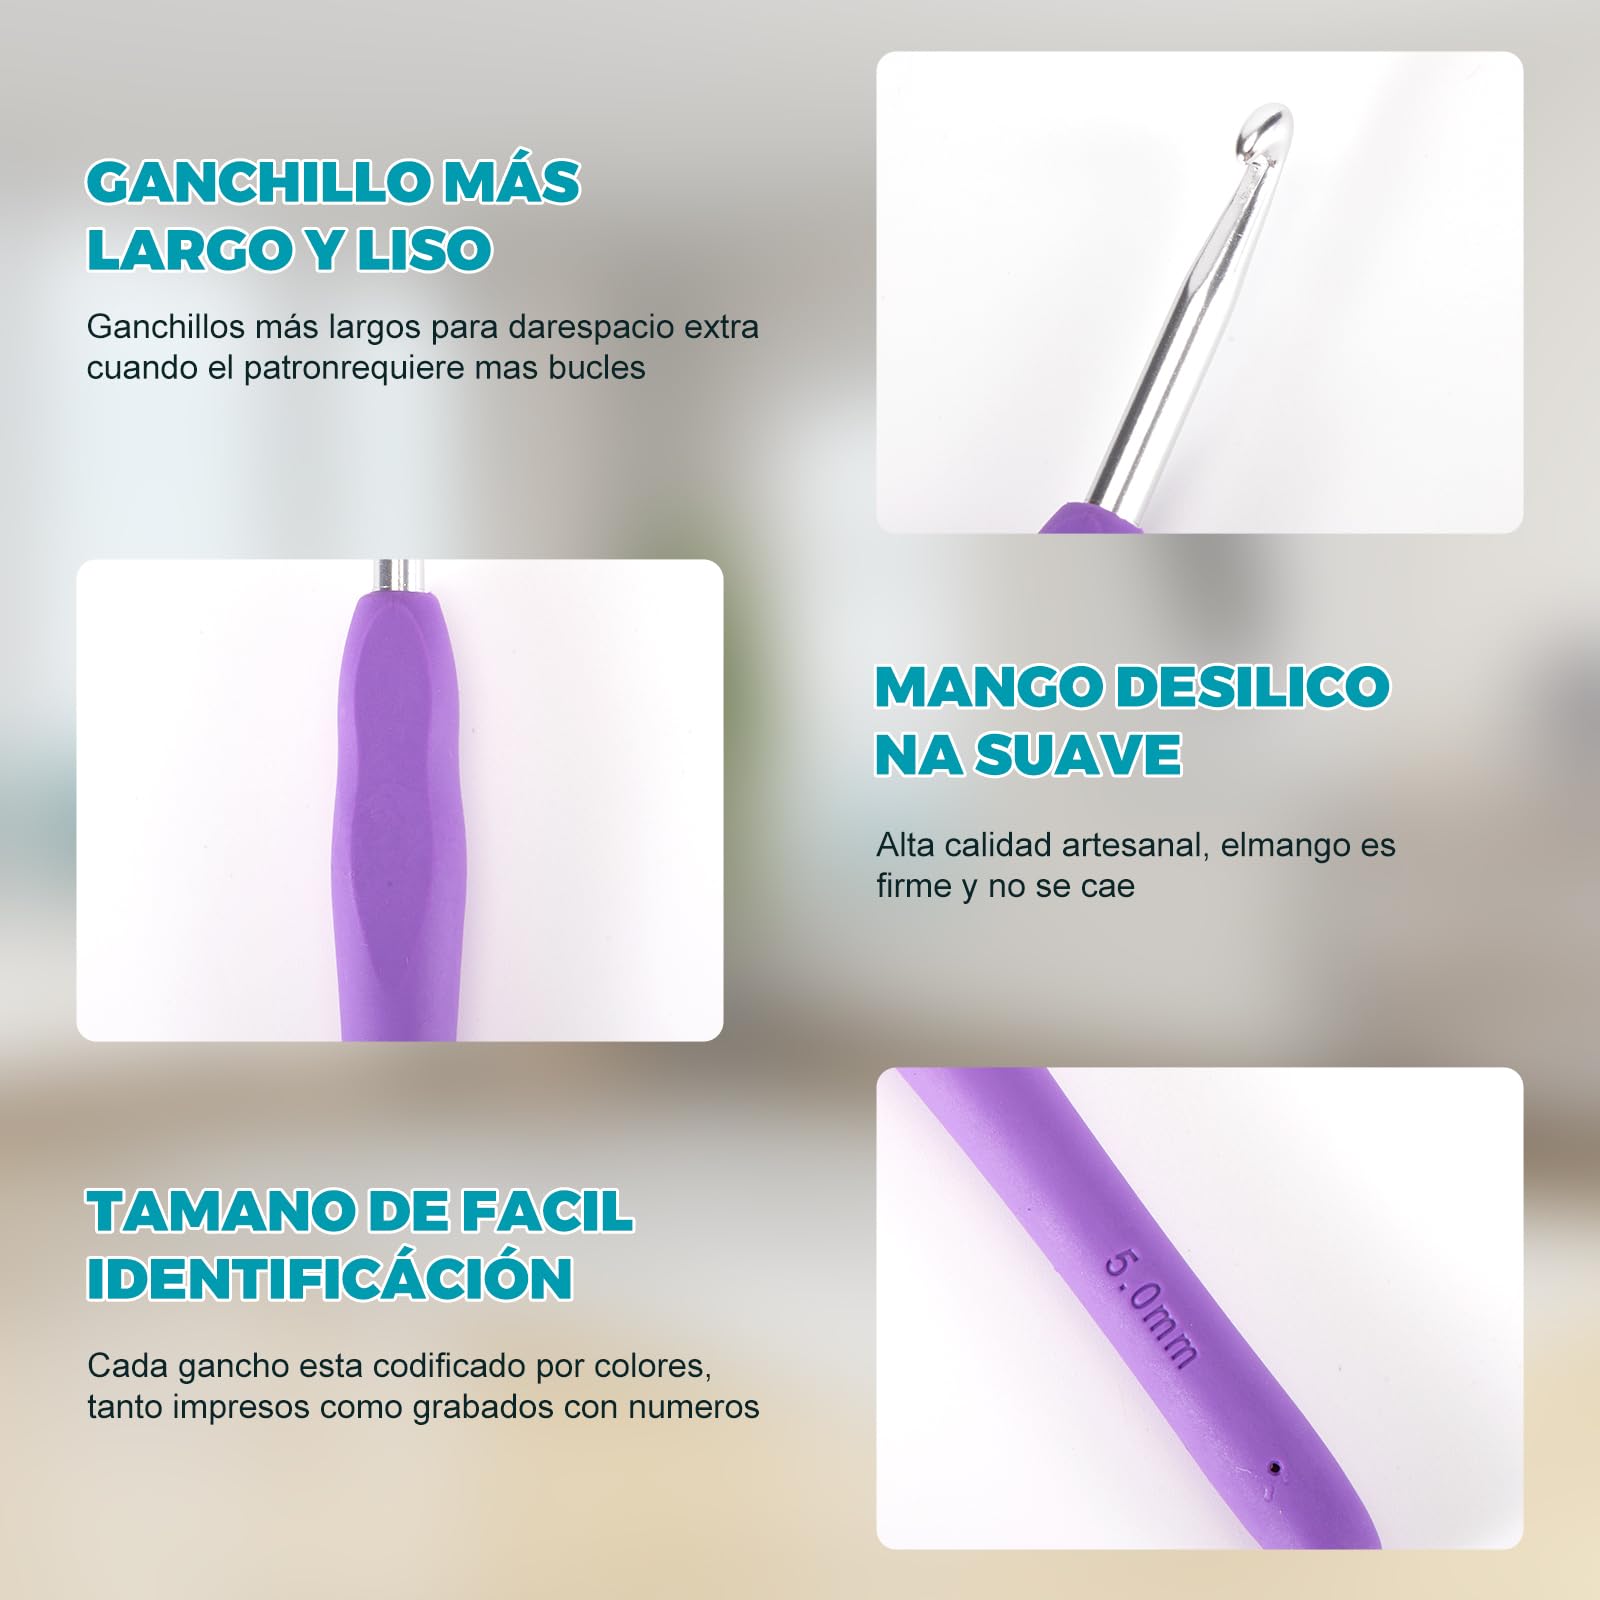 GANCHILLO MÁS
LARGO Y LISO
Ganchillos más largos para darespacio extra
cuando el patronrequiere mas bucles
MANGO DESILICO
NA SUAVE
Alta calidad artesanal, elmango es
firme y no se cae
TAMANO DE FACIL
IDENTIFICÁCIÓN
Cada gancho esta codificado por colores,
tanto impresos como grabados con numeros
5.0mm